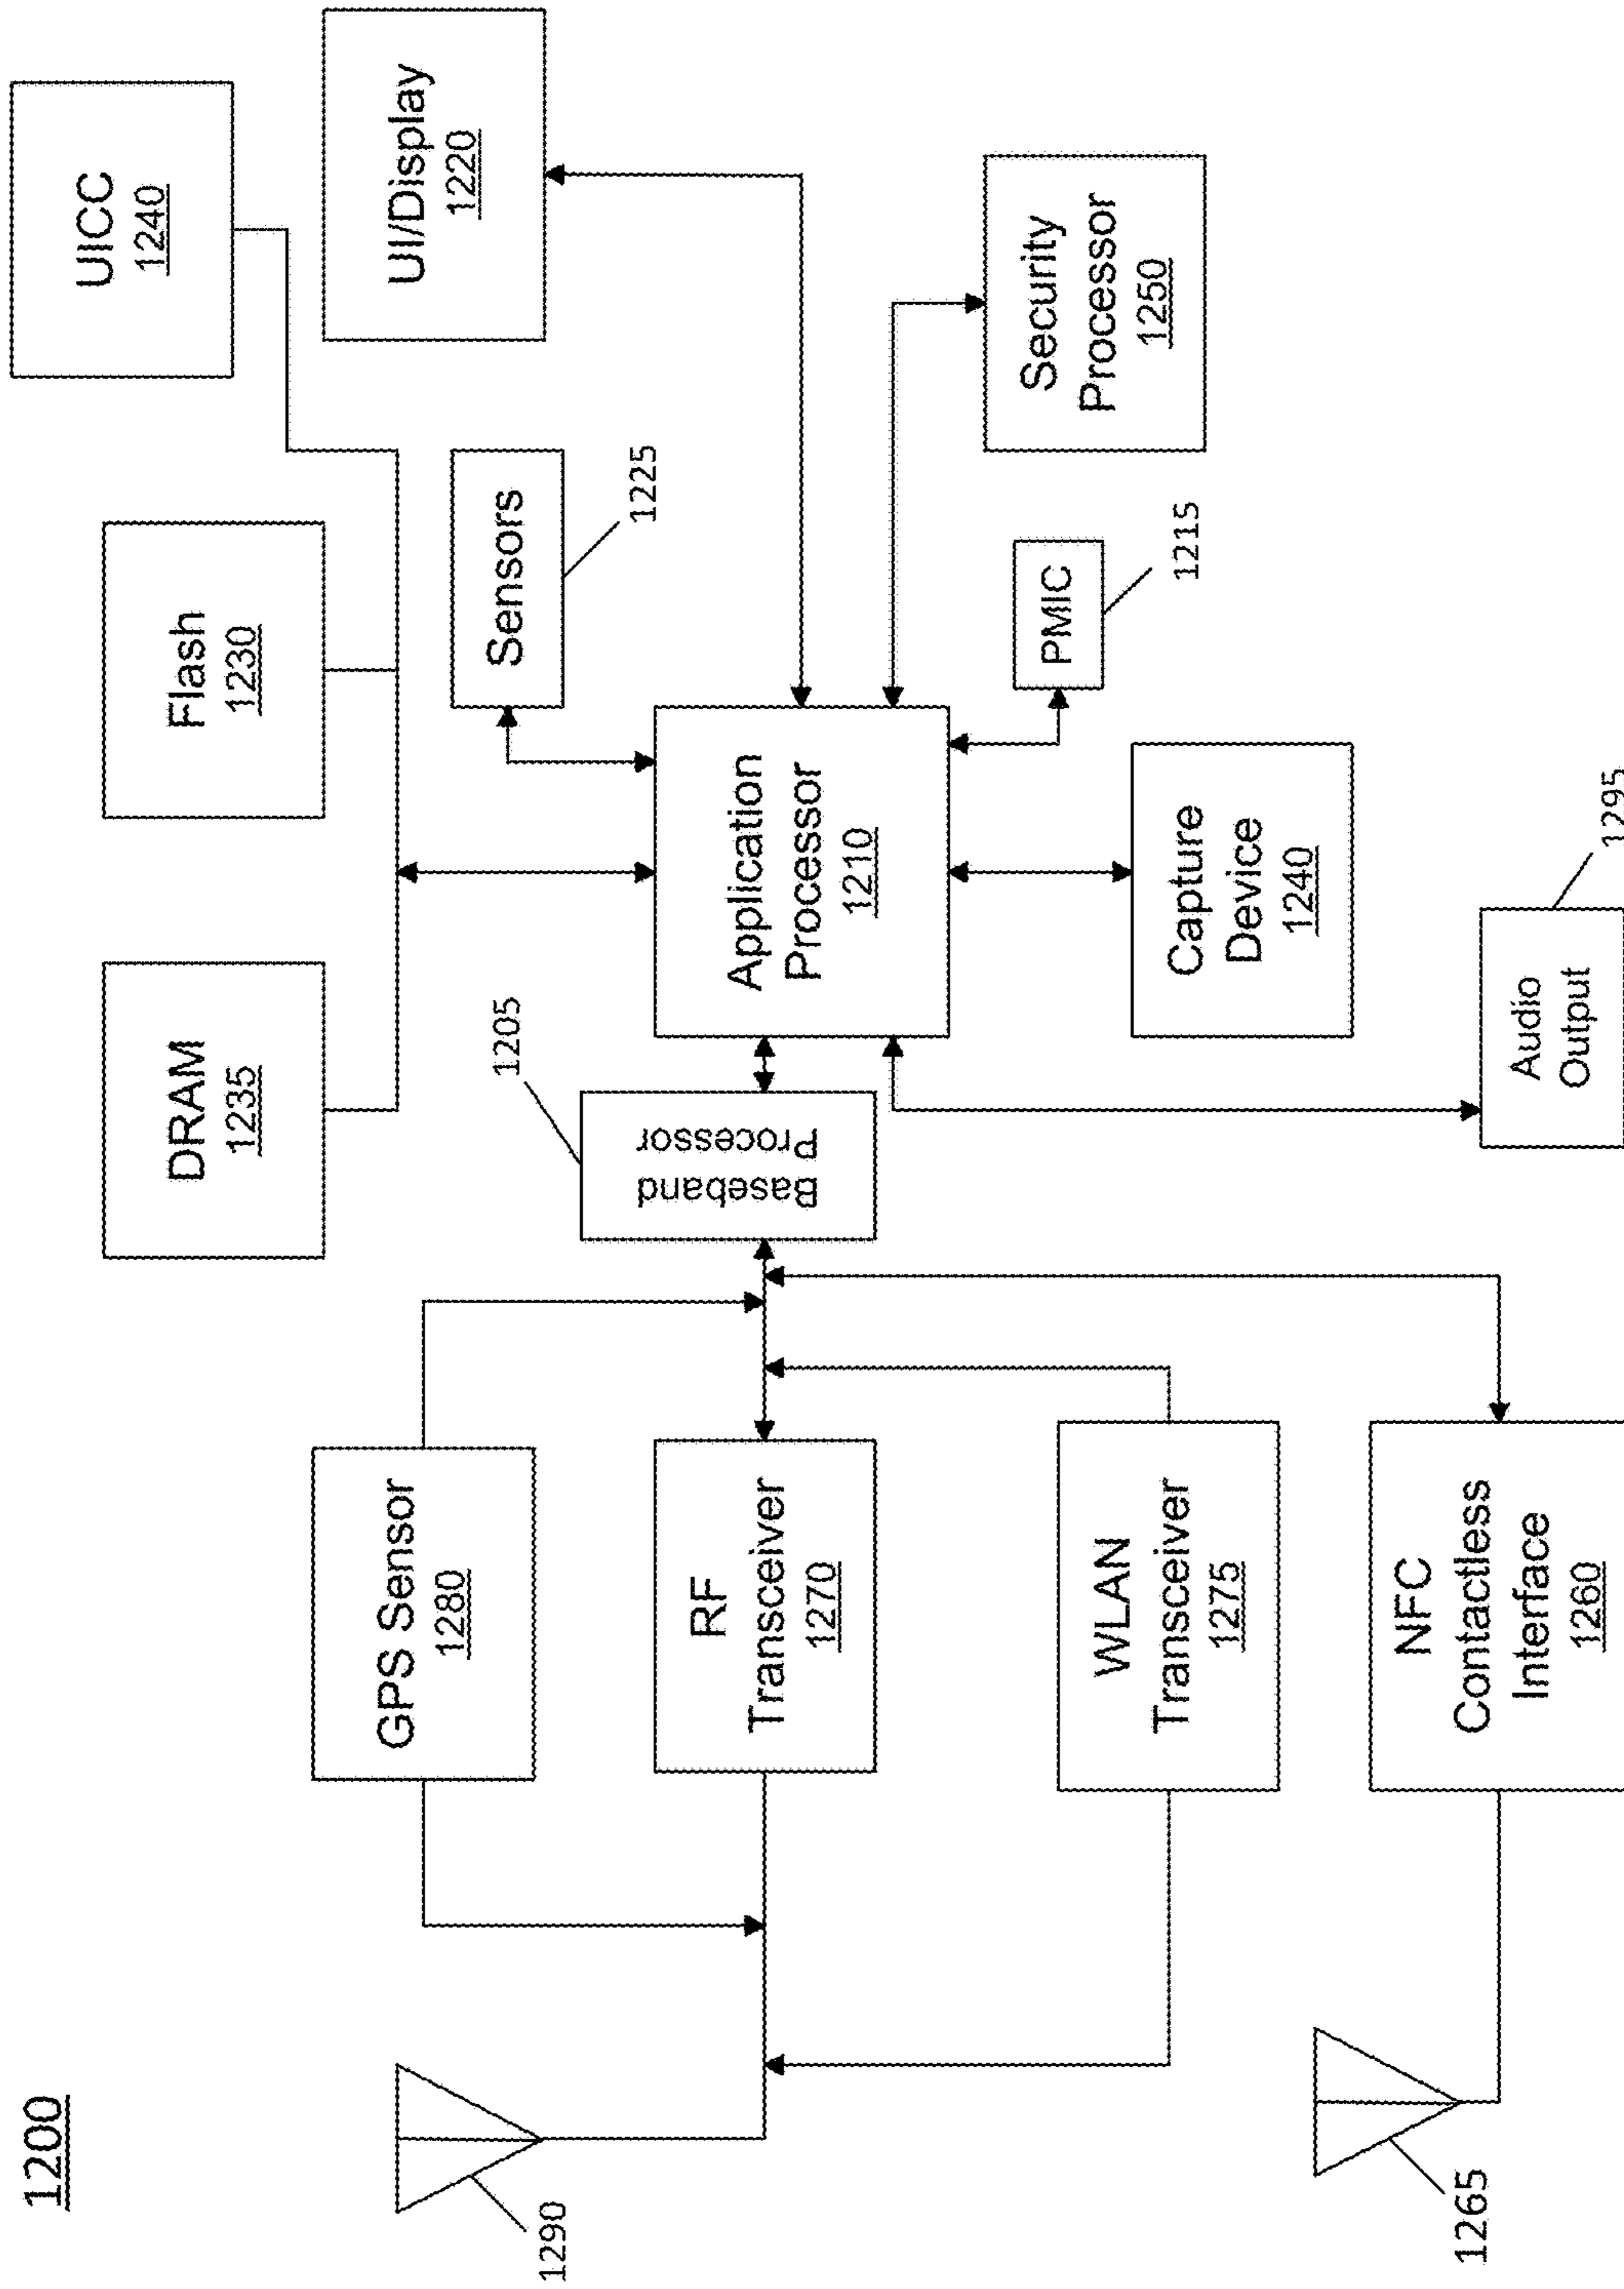 1200
UICC
1240
Flash
1230
DRAM
1235
UI/Display
1220
Sensors
1225
GPS Sensor
1280
1290
1205
Baseband
Processor
Application
Processor
1210
RF
Transceiver
1270
Security
Processor
1250
PMIC
1215
Capture
Device
1240
WLAN
Transceiver
1275
1265
NFC
Contactless
Interface
1260
Audio
Output
1295